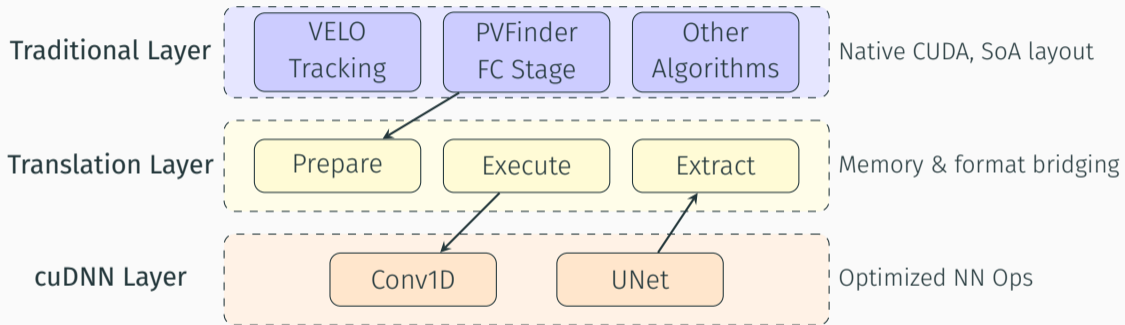 Traditional Layer
VELO
Tracking
PVFinder
FC Stage
Other
Algorithms
Native CUDA, SoA layout
Translation Layer
Prepare
Execute
Extract
Memory & format bridging
cuDNN Layer
Conv1D
UNet
Optimized NN Ops